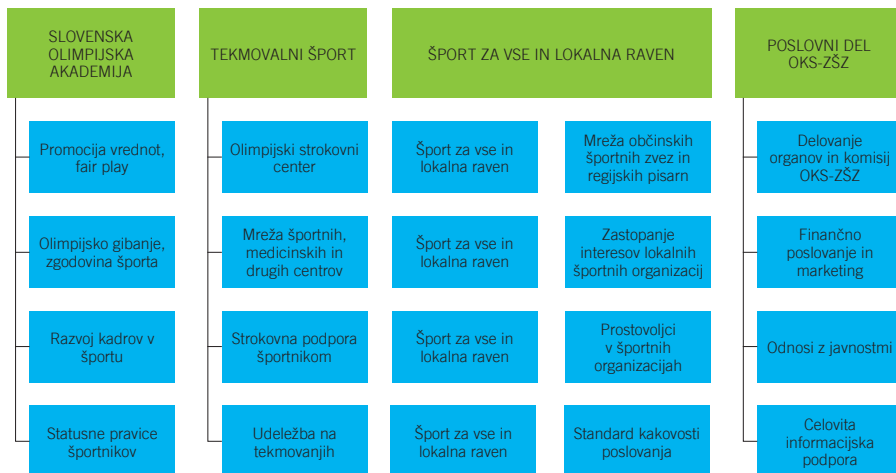 SLOVENSKA
OLIMPIJSKA
AKADEMIJA
Promocija vrednot,
fair play
Olimpijsko gibanje,
zgodovina športa
Razvoj kadrov v
športu
Statusne pravice
športnikov
TEKMOVALNI ŠPORT
Olimpijski strokovni
center
Mreža športnih,
medicinskih in
drugih centrov
Strokovna podpora
športnikom
Udeležba na
tekmovanjih
ŠPORT ZA VSE IN LOKALNA RAVEN
Šport za vse in
lokalna raven
Šport za vse in
lokalna raven
Šport za vse in
lokalna raven
Šport za vse in
lokalna raven
Mreža občinskih
športnih zvez in
regijskih pisarn
Zastopanje
interesov lokalnih
športnih organizacij
Prostovoljci
v športnih
organizacijah
Standard kakovosti
poslovanja
POSLOVNI DEL
OKS-ZŠZ
Delovanje
organov in komisij
OKS-ZŠZ
Finančno
poslovanje in
marketing
Odnosi z javnostmi
Celovita
informacijska
podpora